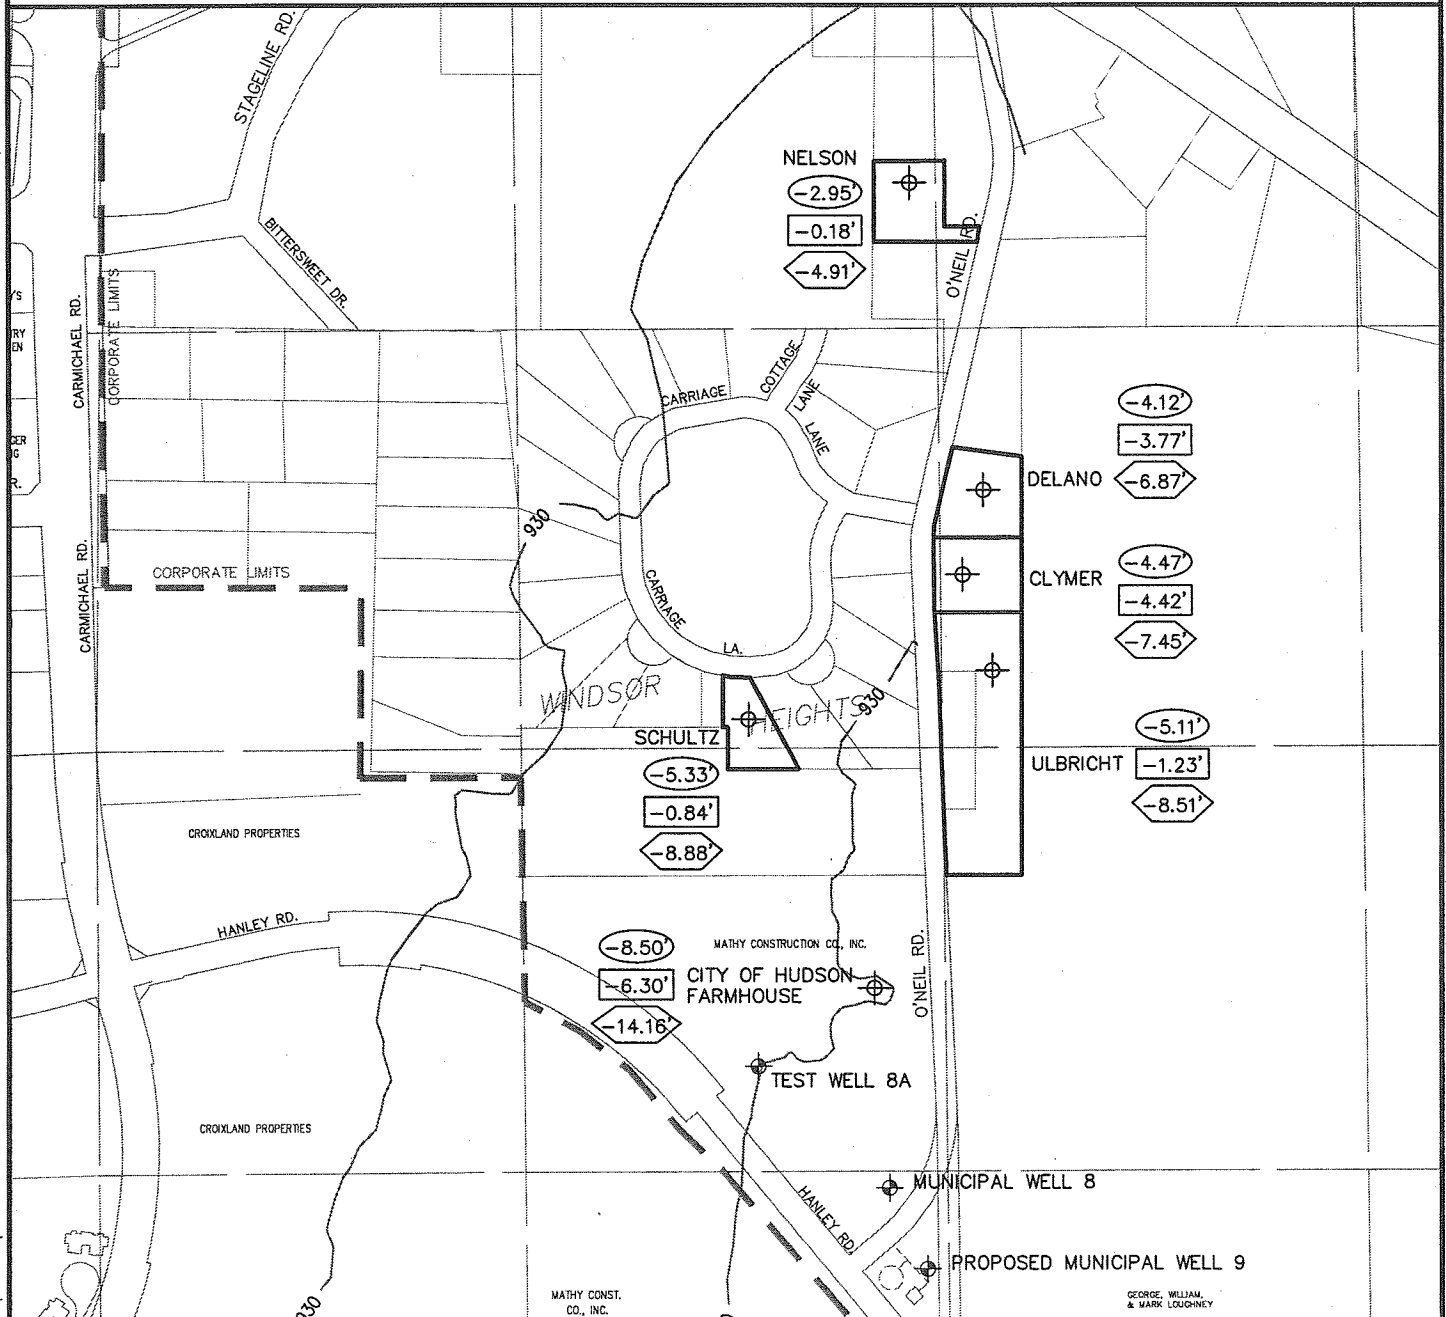 STAGELINE RD.
NELSON
-2.95'
-0.18'
-4.91'
O'NEIL RD.
BITTERSWEET DR.
CARMICHAEL RD.
CORPORATE LIMITS
CARRIAGE
COTTAGE
LANE
LANE
-4.12'
-3.77'
DELANO
-6.87'
930
CARMICHAEL RD.
CORPORATE LIMITS
CARRIAGE
LA.
CLYMER
-4.47'
-4.42'
-7.45'
WINDSOR
HEIGHTS
930
SCHULTZ
-5.33'
-0.84'
-8.88'
ULBRICHT
-5.11'
-1.23'
-8.51'
CROIXLAND PROPERTIES
HANLEY RD.
-8.50'
-6.30'
-14.16'
MATHY CONSTRUCTION CO., INC.
CITY OF HUDSON
FARMHOUSE
O'NEIL RD.
TEST WELL 8A
CROIXLAND PROPERTIES
MUNICIPAL WELL 8
HANLEY RD.
PROPOSED MUNICIPAL WELL 9
930
MATHY CONST.
CO., INC.
GEORGE, WILLIAM,
& MARK LOUGHNEY